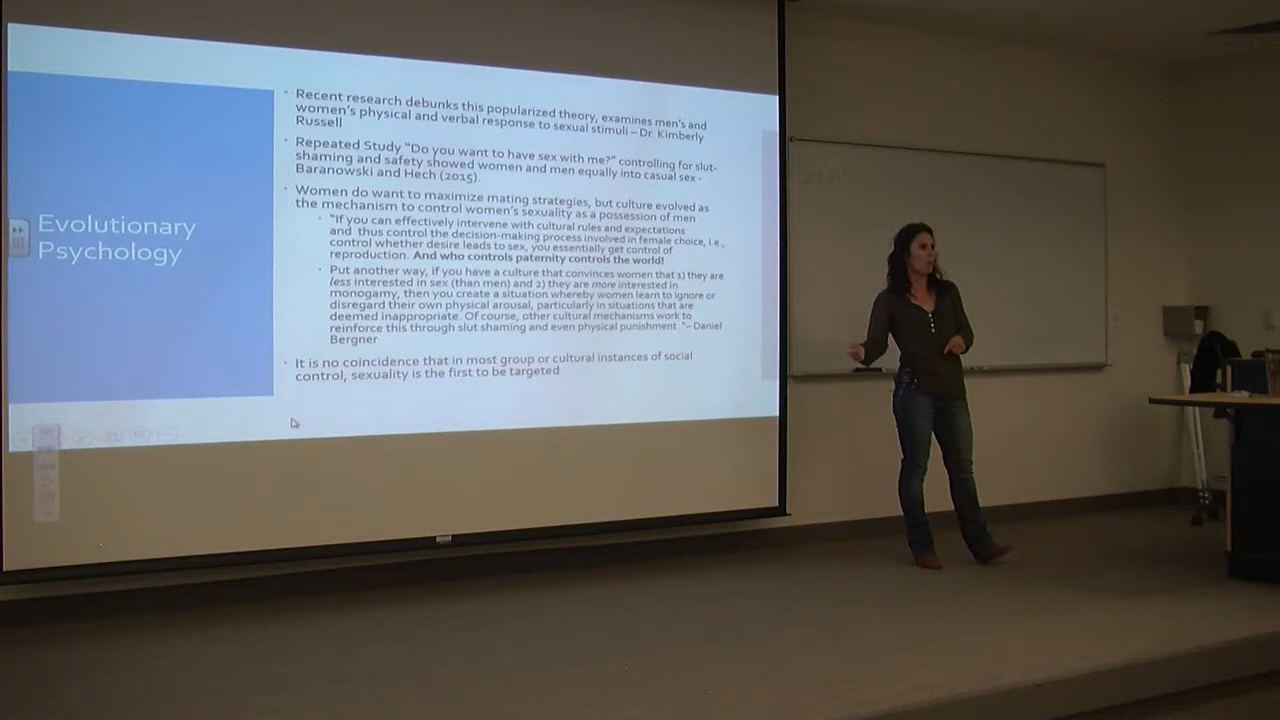 Evolutionary
Psychology
Recent research debunks this popularized theory, examines men's and
women's physical and verbal response to sexual stimuli – Dr. Kimberly
Russell
Repeated Study "Do you want to have sex with me?" controlling for slut-
shaming and safety showed women and men equally into casual sex -
Baranowski and Hech (2015).
Women do want to maximize mating strategies, but culture evolved as
the mechanism to control women's sexuality as a possession of men
"If you can effectively intervene with cultural rules and expectations
and thus control the decision-making process involved in female choice, i.e.,
control whether desire leads to sex, you essentially get control of
reproduction. And who controls paternity controls the world!
Put another way, if you have a culture that convinces women that 1) they are
less interested in sex (than men) and 2) they are more interested in
monogamy, then you create a situation whereby women learn to ignore or
disregard their own physical arousal, particularly in situations that are
deemed inappropriate. Of course, other cultural mechanisms work to
reinforce this through slut shaming and even physical punishment ."– Daniel
Bergner
It is no coincidence that in most group or cultural instances of social
control, sexuality is the first to be targeted